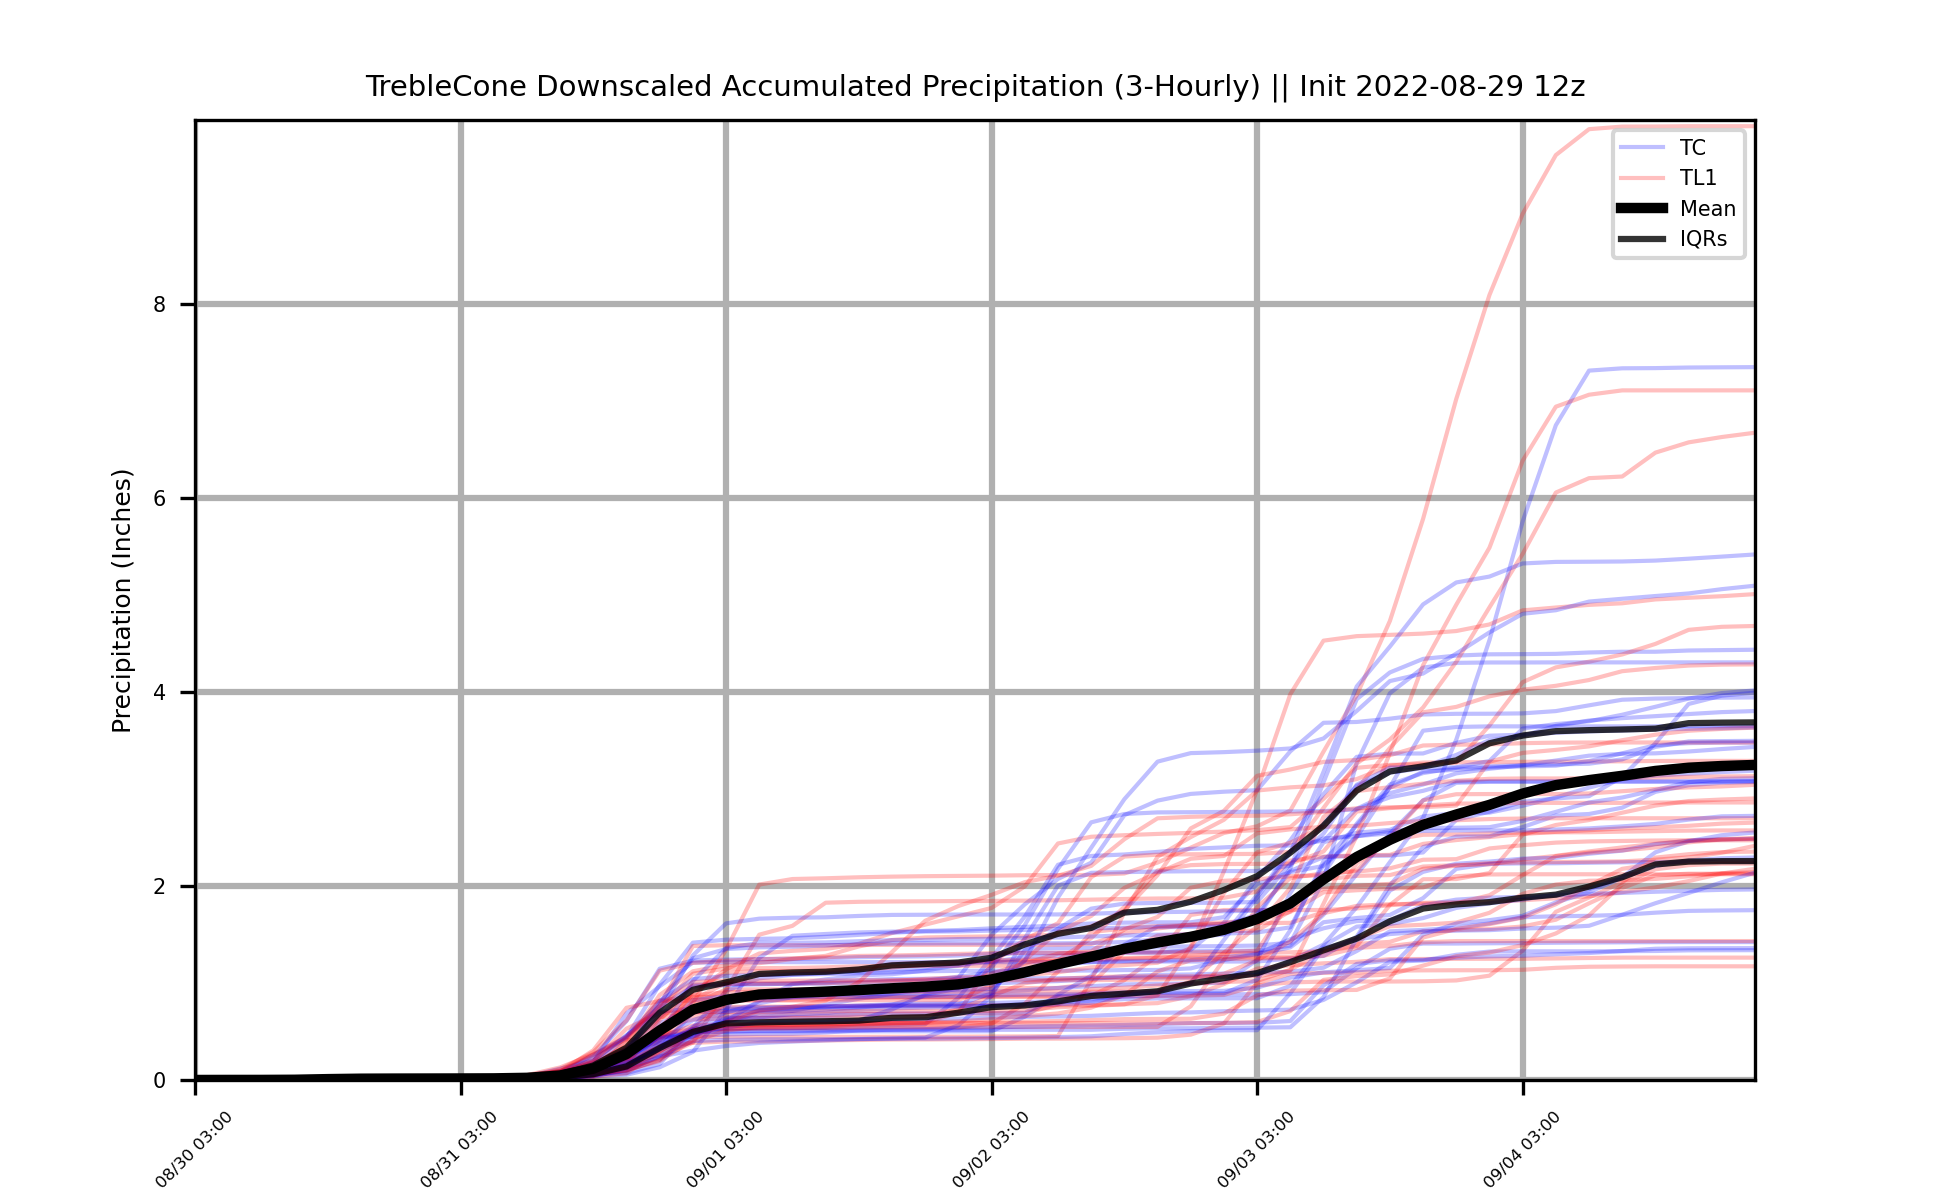 TrebleCone Downscaled Accumulated Precipitation (3-Hourly) || Init 2022-08-29 12z
TC
TL1
Mean
IQRs
Precipitation (Inches)
8
6
4
2
0
08/30 03:00
08/31 03:00
09/01 03:00
09/02 03:00
09/03 03:00
09/04 03:00